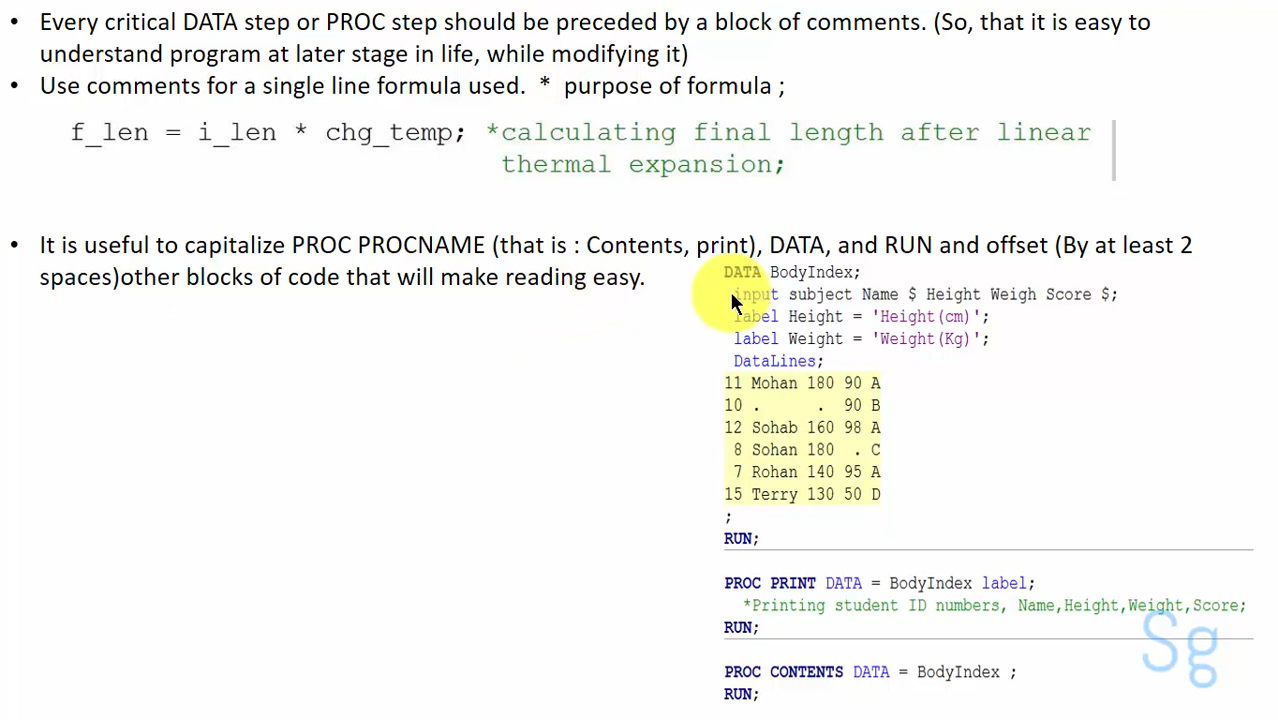 • Every critical DATA step or PROC step should be preceded by a block of comments. (So, that it is easy to
understand program at later stage in life, while modifying it)
• Use comments for a single line formula used.  *  purpose of formula ;
f_len = i_len * chg_temp; *calculating final length after linear
thermal expansion;
• It is useful to capitalize PROC PROCNAME (that is : Contents, print), DATA, and RUN and offset (By at least 2
spaces)other blocks of code that will make reading easy.
DATA BodyIndex;
input subject Name $ Height Weigh Score $;
label Height = 'Height(cm)';
label Weight = 'Weight(Kg)';
DataLines;
11 Mohan 180 90 A
10 .      .  90 B
12 Sohab 160 98 A
8 Sohan 180  . C
7 Rohan 140 95 A
15 Terry 130 50 D
;
RUN;
PROC PRINT DATA = BodyIndex label;
*Printing student ID numbers, Name,Height,Weight,Score;
RUN;
Sg
PROC CONTENTS DATA = BodyIndex ;
RUN;